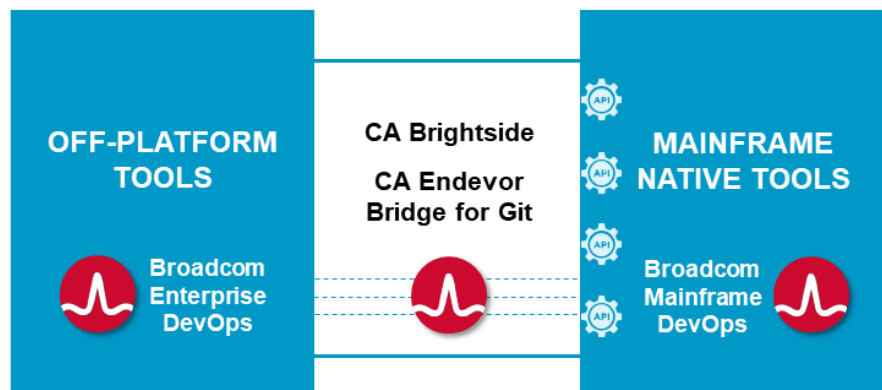 OFF-PLATFORM
TOOLS
Broadcom
Enterprise
DevOps
CA Brightside
CA Endevor
Bridge for Git
API
API
API
API
MAINFRAME
NATIVE TOOLS
Broadcom
Mainframe
DevOps